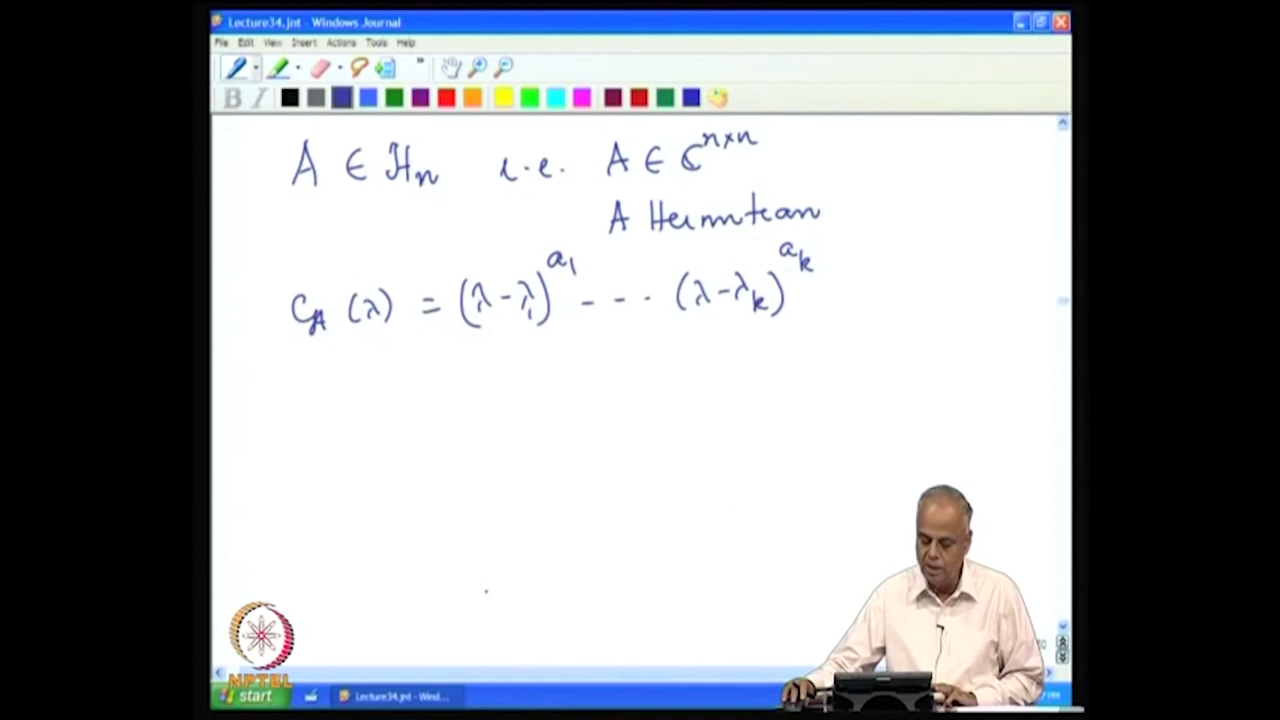 Lecture34.jnt - Windows Journal
File Edit View Insert Actions Tools Help
B I
A ∈ ℋₙ i.e. A ∈ ℂⁿˣⁿ
A Hermitean
C_A (λ) = (λ - λ₁)^{a₁} - - - (λ - λ_k)^{a_k}
NPTEL
start Lecture34.jnt - Wind...